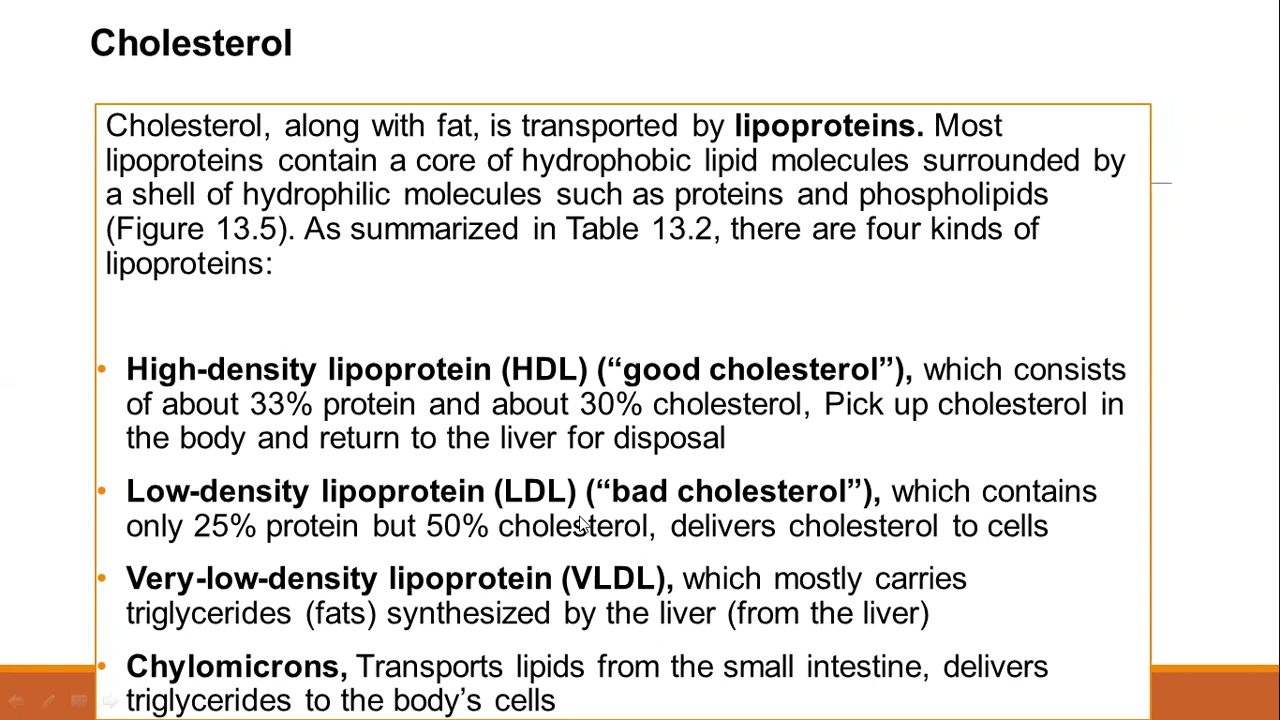 Cholesterol
Cholesterol, along with fat, is transported by lipoproteins. Most
lipoproteins contain a core of hydrophobic lipid molecules surrounded by
a shell of hydrophilic molecules such as proteins and phospholipids
(Figure 13.5). As summarized in Table 13.2, there are four kinds of
lipoproteins:
• High-density lipoprotein (HDL) (“good cholesterol”), which consists
of about 33% protein and about 30% cholesterol, Pick up cholesterol in
the body and return to the liver for disposal
• Low-density lipoprotein (LDL) (“bad cholesterol”), which contains
only 25% protein but 50% cholesterol, delivers cholesterol to cells
• Very-low-density lipoprotein (VLDL), which mostly carries
triglycerides (fats) synthesized by the liver (from the liver)
• Chylomicrons, Transports lipids from the small intestine, delivers
triglycerides to the body’s cells